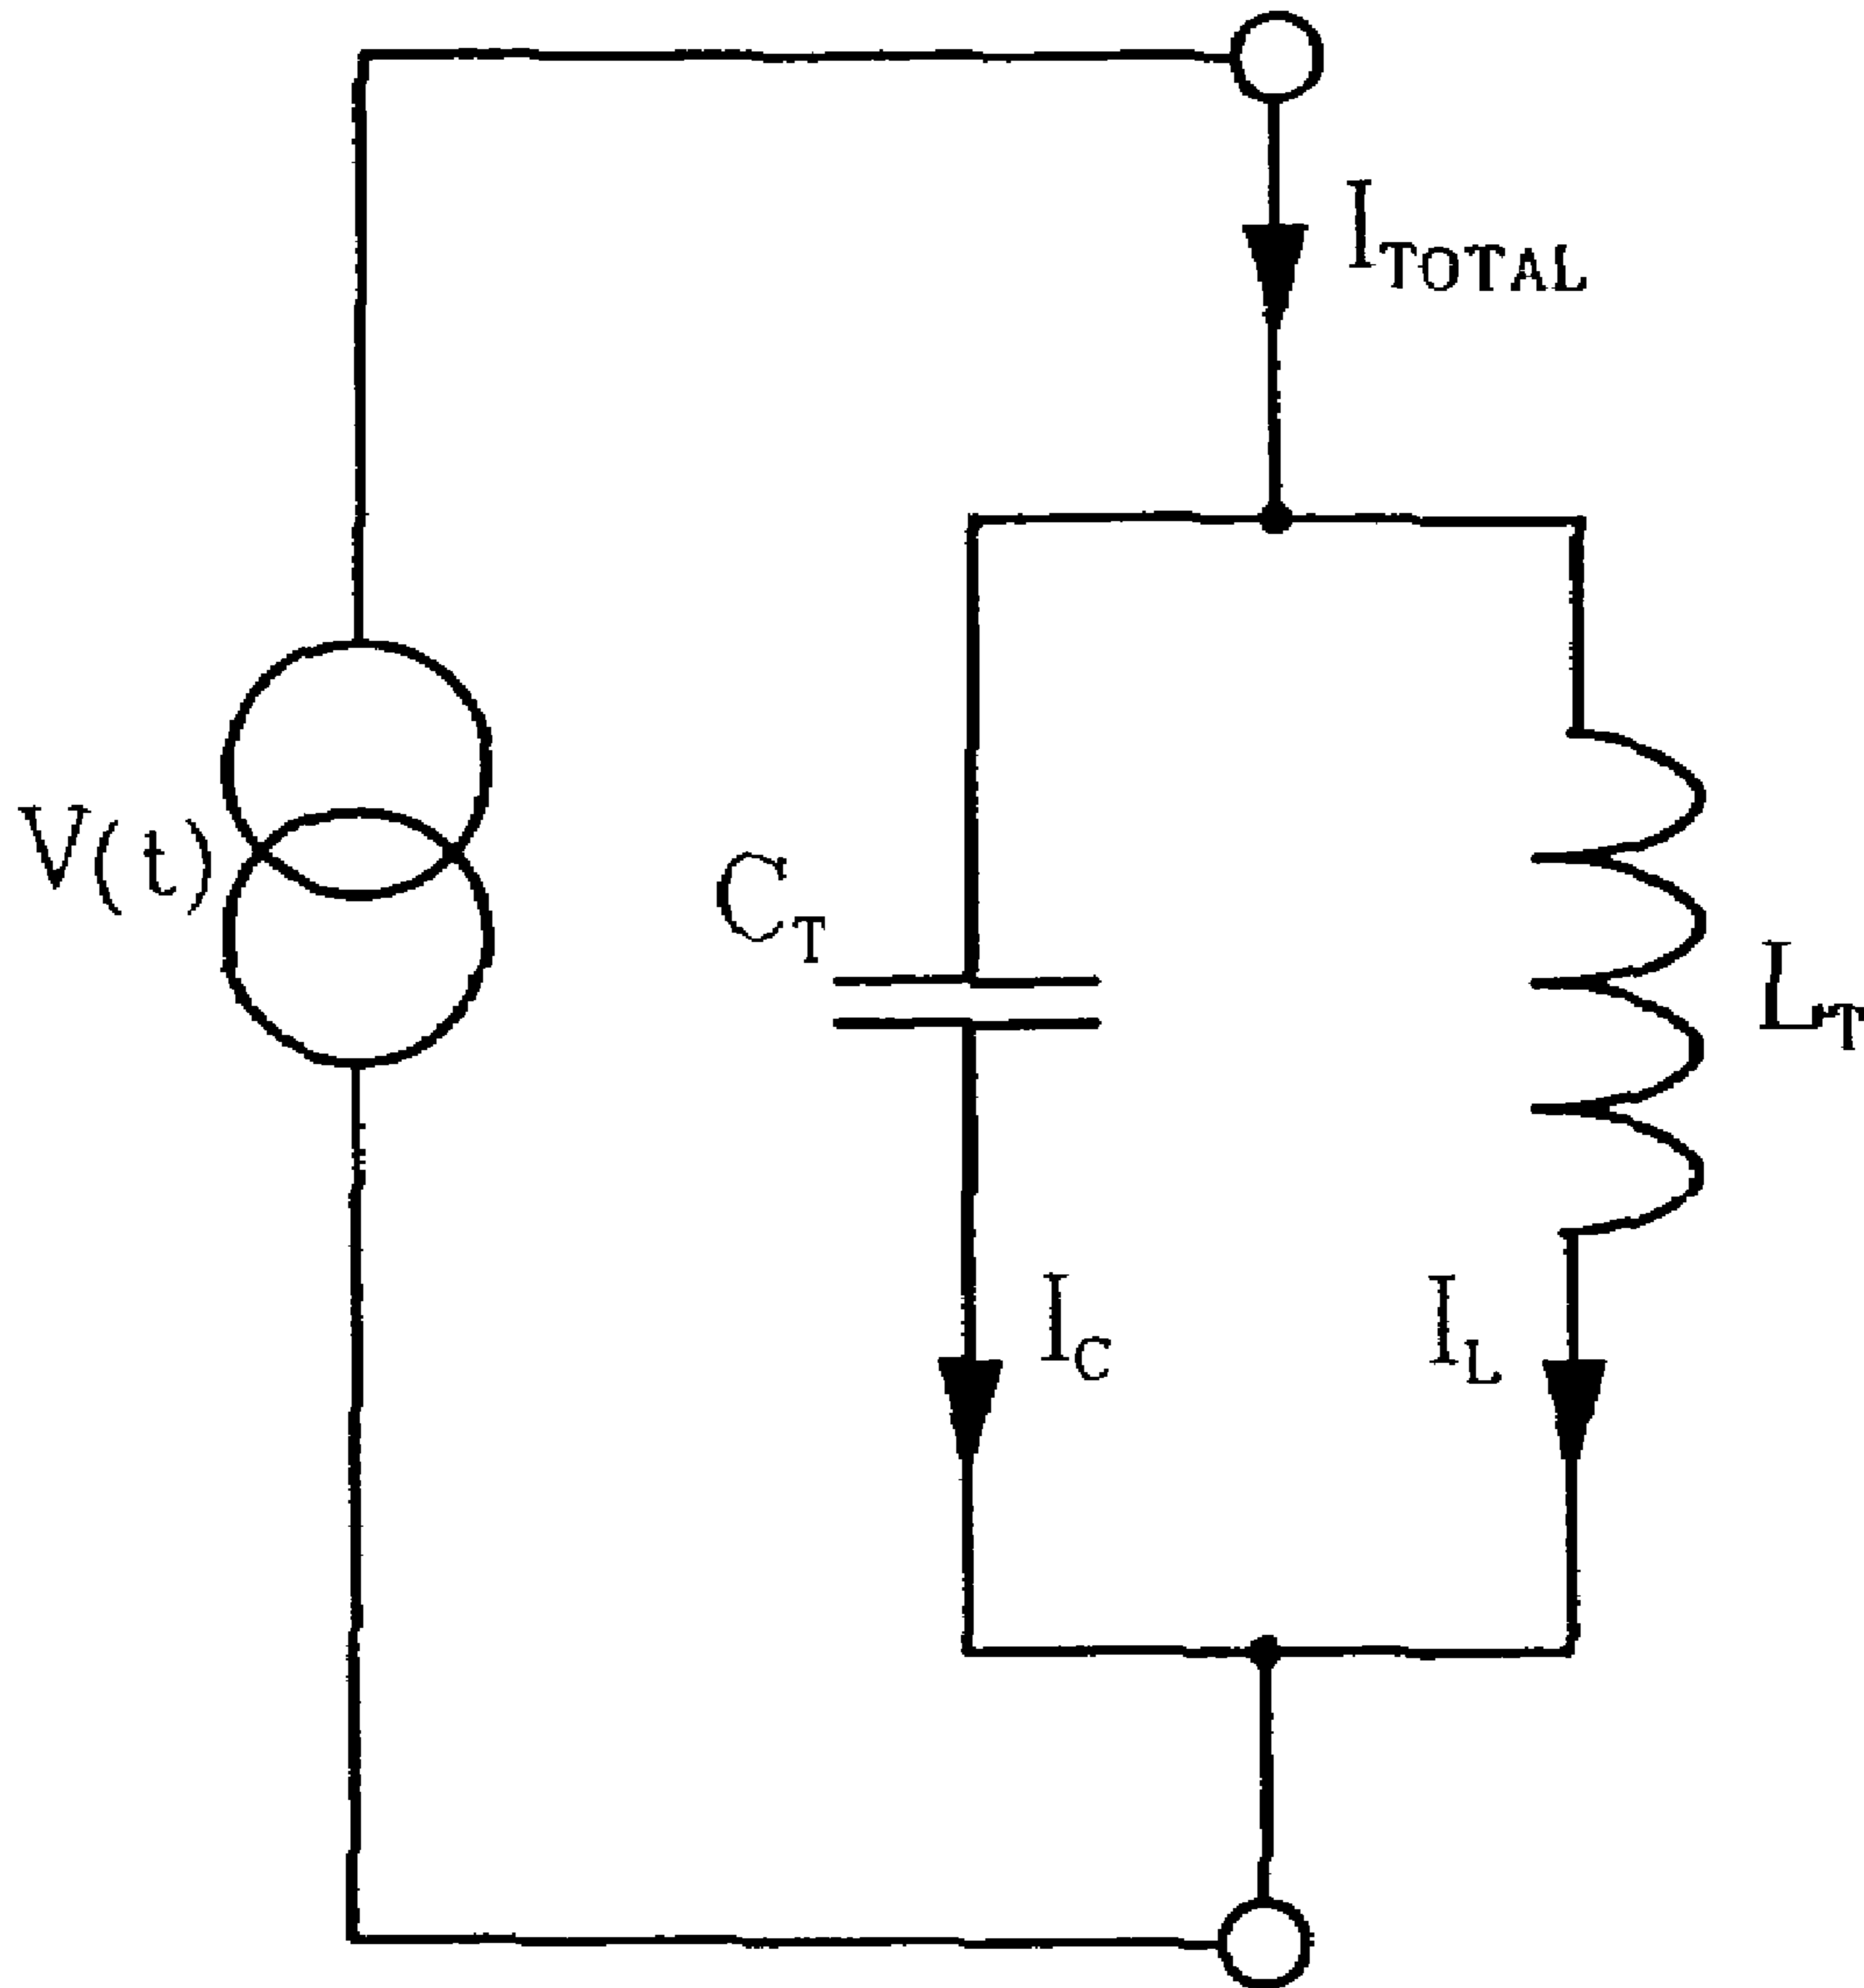 I_TOTAL
V(t)
C_T
L_T
I_C
I_L